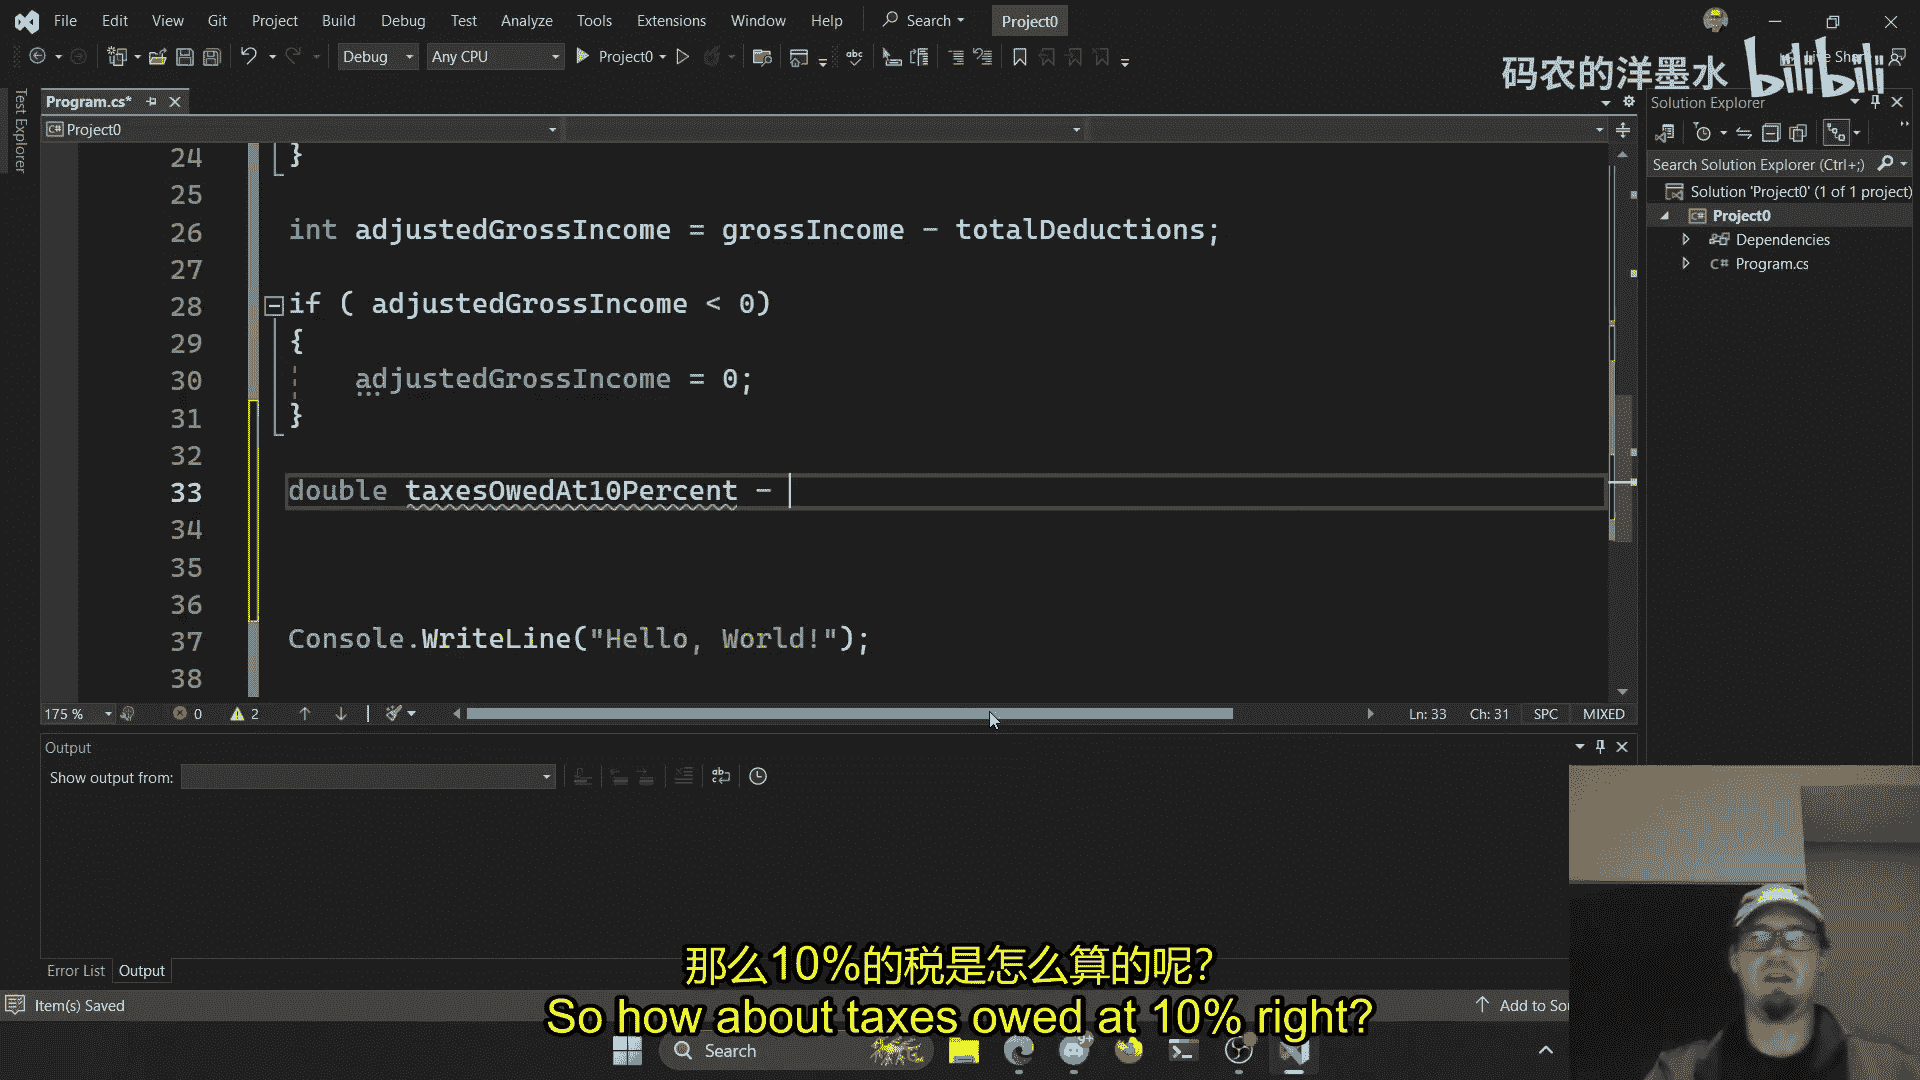 File Edit View Git Project Build Debug Test Analyze Tools Extensions Window Help Search Project0
Debug Any CPU Project0 Live Share
码农的洋墨水 bilibili
Test Explorer
Program.cs*
Solution Explorer
Project0
Search Solution Explorer (Ctrl+;)
Solution 'Project0' (1 of 1 project)
Project0
Dependencies
C# Program.cs
24 }
25
26 int adjustedGrossIncome = grossIncome - totalDeductions;
27
28 if ( adjustedGrossIncome < 0)
29 {
30 adjustedGrossIncome = 0;
31 }
32
33 double taxesOwedAt10Percent -
34
35
36
37 Console.WriteLine("Hello, World!");
38
175 % 0 2 Ln: 33 Ch: 31 SPC MIXED
Output
Show output from:
Error List Output
那么10%的税是怎么算的呢?
Item(s) Saved
Add to Sou
So how about taxes owed at 10% right?
Search